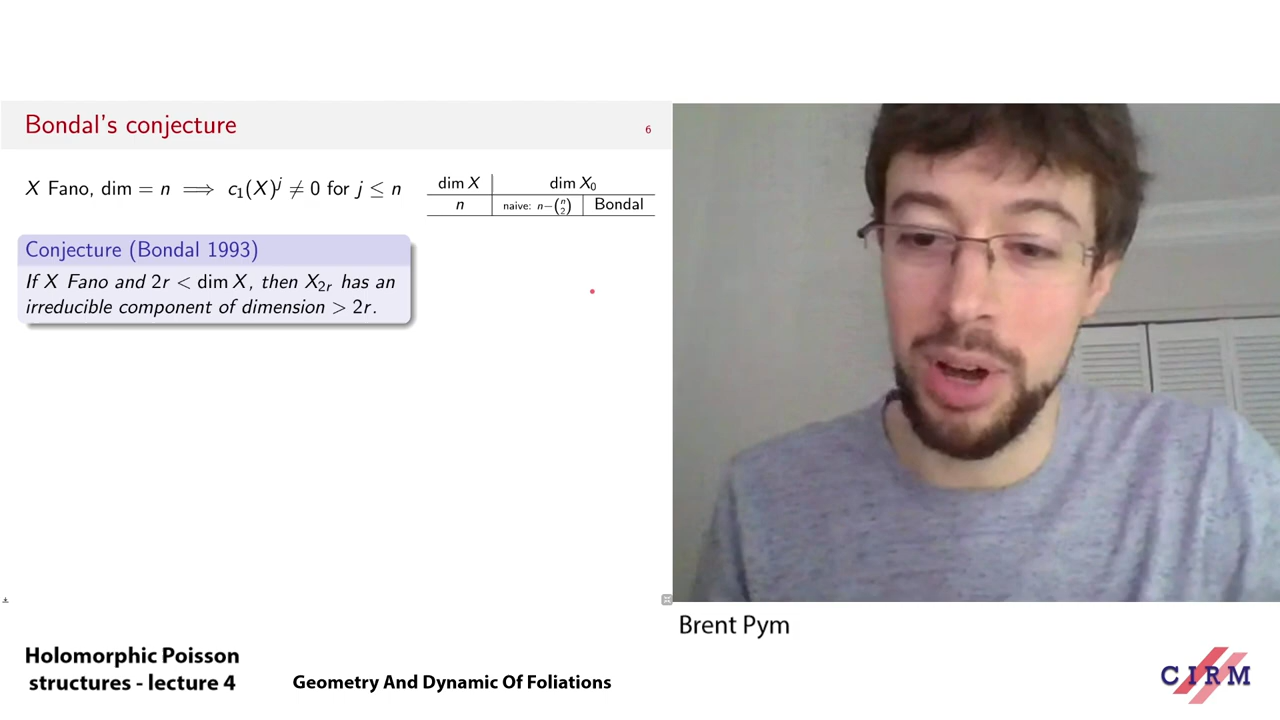 Bondal's conjecture
6
X Fano, dim = n ⟹ c₁(X)ʲ ≠ 0 for j ≤ n
dim X | dim X₀
n | naive: n−(n 2) | Bondal
Conjecture (Bondal 1993)
If X Fano and 2r < dim X, then X₂ᵣ has an
irreducible component of dimension > 2r.
Brent Pym
Holomorphic Poisson
structures - lecture 4
Geometry And Dynamic Of Foliations
CIRM